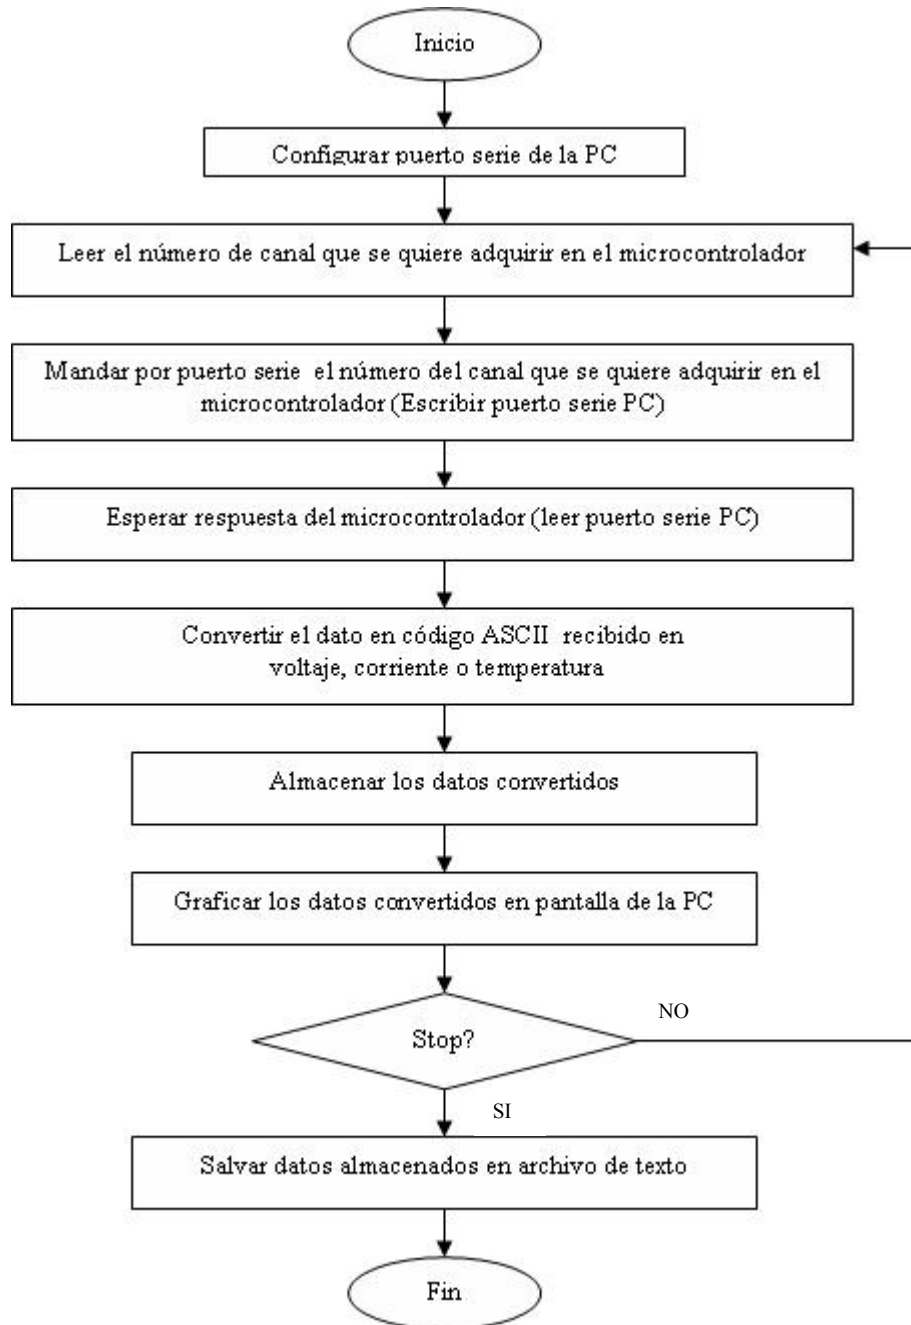 Inicio
Configurar puerto serie de la PC
Leer el número de canal que se quiere adquirir en el microcontrolador
Mandar por puerto serie el número del canal que se quiere adquirir en el
microcontrolador (Escribir puerto serie PC)
Esperar respuesta del microcontrolador (leer puerto serie PC)
Convertir el dato en código ASCII recibido en
voltaje, corriente o temperatura
Almacenar los datos convertidos
Graficar los datos convertidos en pantalla de la PC
Stop?
NO
SI
Salvar datos almacenados en archivo de texto
Fin